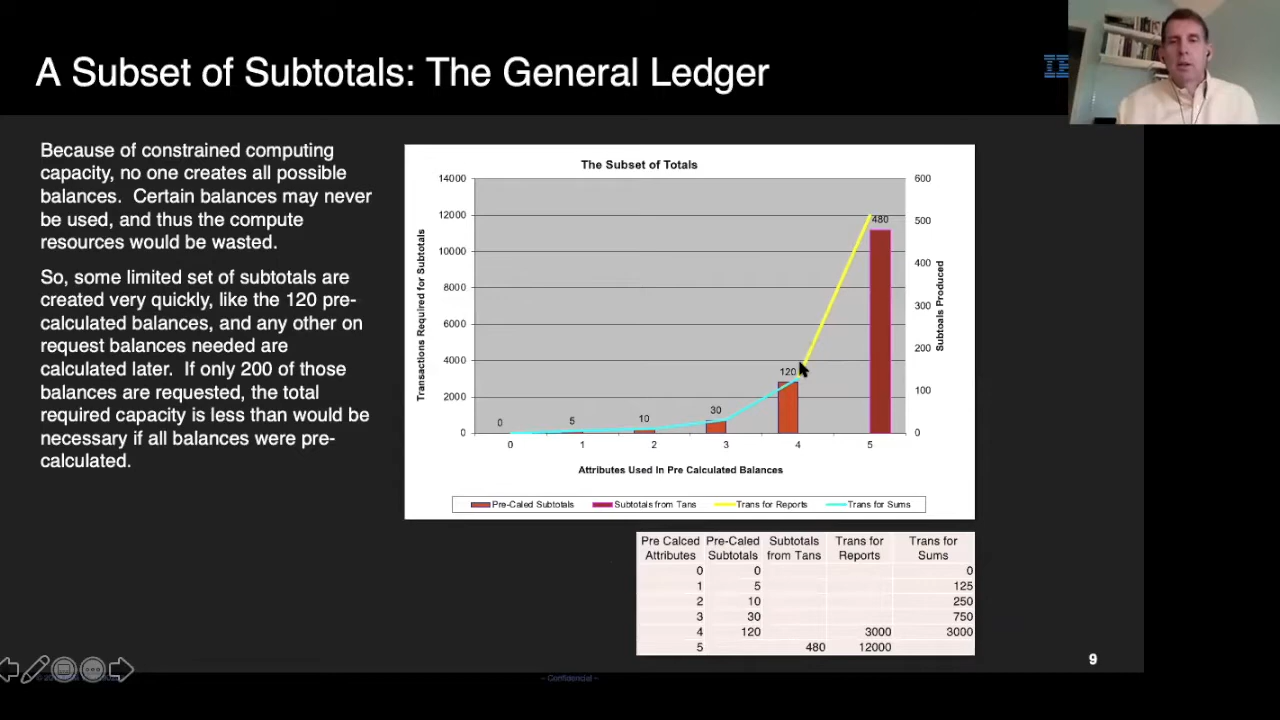 A Subset of Subtotals: The General Ledger
Because of constrained computing
capacity, no one creates all possible
balances. Certain balances may never
be used, and thus the compute
resources would be wasted.
So, some limited set of subtotals are
created very quickly, like the 120 pre-
calculated balances, and any other on
request balances needed are
calculated later. If only 200 of those
balances are requested, the total
required capacity is less than would be
necessary if all balances were pre-
calculated.
The Subset of Totals
Transactions Required for Subtotals
14000
12000
10000
8000
6000
4000
2000
0
600
500
400
300
200
100
0
Subtoals Produced
0
5
10
30
120
480
0 1 2 3 4 5
Attributes Used In Pre Calculated Balances
Pre-Caled Subtotals Subtotals from Tans Trans for Reports Trans for Sums
Pre Calced Pre-Caled Subtotals Trans for Trans for
Attributes Subtotals from Tans Reports Sums
0 0 0
1 5 125
2 10 250
3 30 750
4 120 3000 3000
5 480 12000
9
– Confidencial –